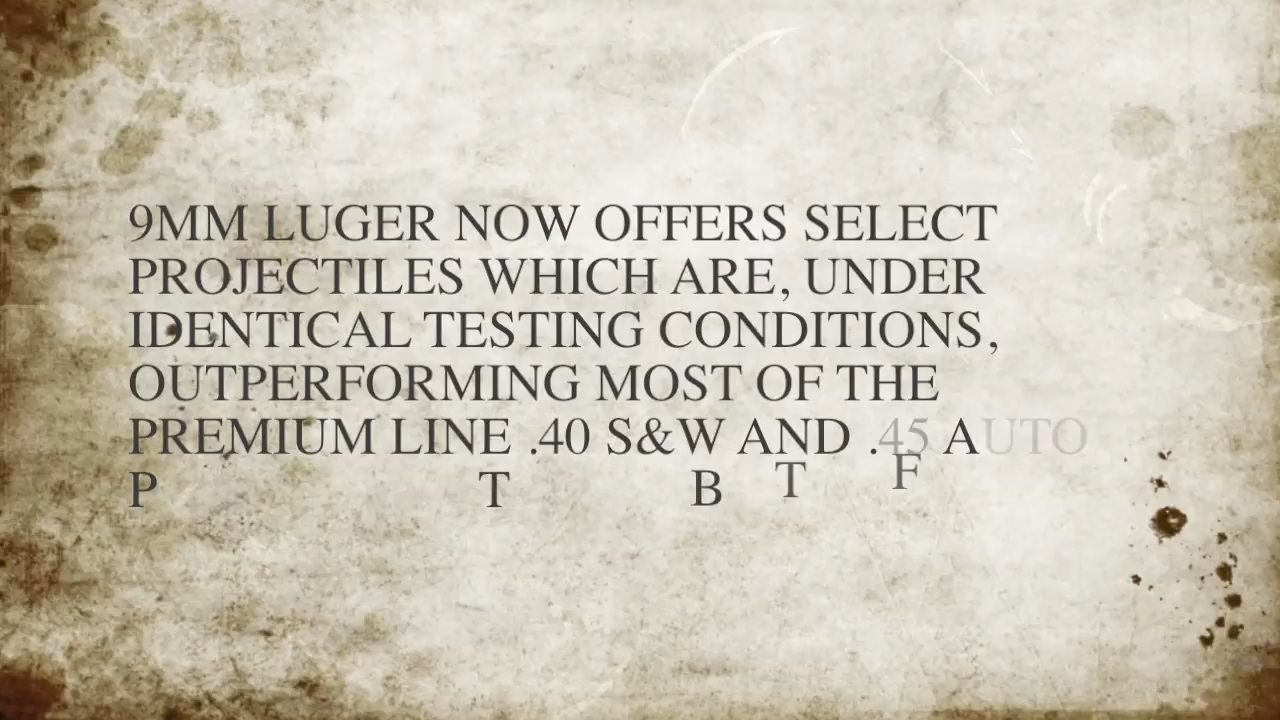 9MM LUGER NOW OFFERS SELECT
PROJECTILES WHICH ARE, UNDER
IDENTICAL TESTING CONDITIONS,
OUTPERFORMING MOST OF THE
PREMIUM LINE .40 S&W AND .45 AUTO
P T B T F